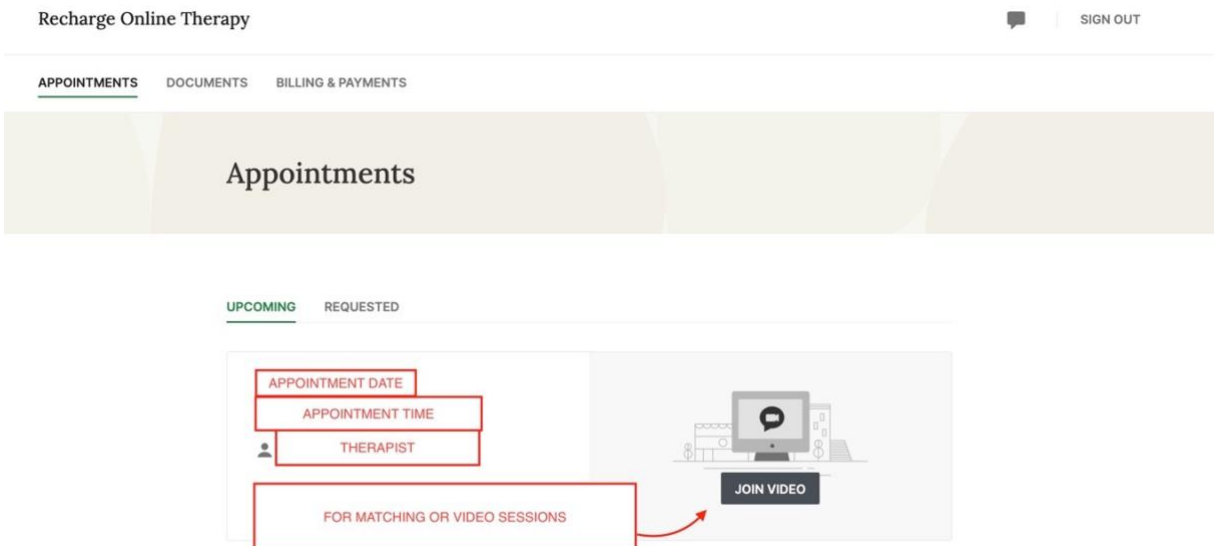 Recharge Online Therapy
SIGN OUT
APPOINTMENTS DOCUMENTS BILLING & PAYMENTS
Appointments
UPCOMING REQUESTED
APPOINTMENT DATE
APPOINTMENT TIME
THERAPIST
JOIN VIDEO
FOR MATCHING OR VIDEO SESSIONS